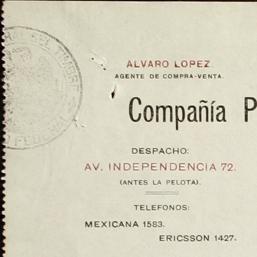 ALVARO LOPEZ.
AGENTE DE COMPRA-VENTA.
Compañía P
DESPACHO:
AV. INDEPENDENCIA 72.
(ANTES LA PELOTA).
TELEFONOS:
MEXICANA 1583.
ERICSSON 1427.